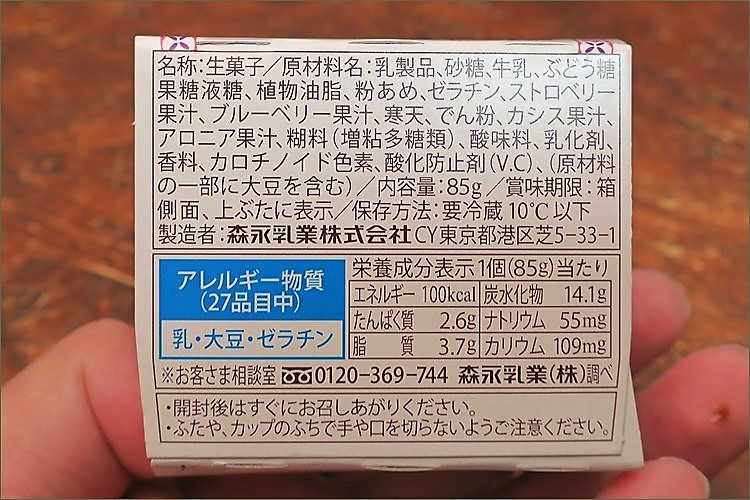 名称:生菓子/原材料名:乳製品、砂糖、牛乳、ぶどう糖
果糖液糖、植物油脂、粉あめ、ゼラチン、ストロベリー
果汁、ブルーベリー果汁、寒天、でん粉、カシス果汁、
アロニア果汁、糊料(増粘多糖類)、酸味料、乳化剤、
香料、カロチノイド色素、酸化防止剤(V.C)、(原材料
の一部に大豆を含む)/内容量:85g/賞味期限:箱
側面、上ぶたに表示/保存方法:要冷蔵10℃以下
製造者:森永乳業株式会社CY東京都港区芝5-33-1
アレルギー物質
(27品目中)
乳・大豆・ゼラチン
栄養成分表示1個(85g)当たり
エネルギー 100kcal 炭水化物 14.1g
たんぱく質 2.6g ナトリウム 55mg
脂 質 3.7g カリウム 109mg
※お客さま相談室 0120-369-744 森永乳業(株)調べ
・開封後はすぐにお召しあがりください。
・ふたや、カップのふちで手や口を切らないようご注意ください。